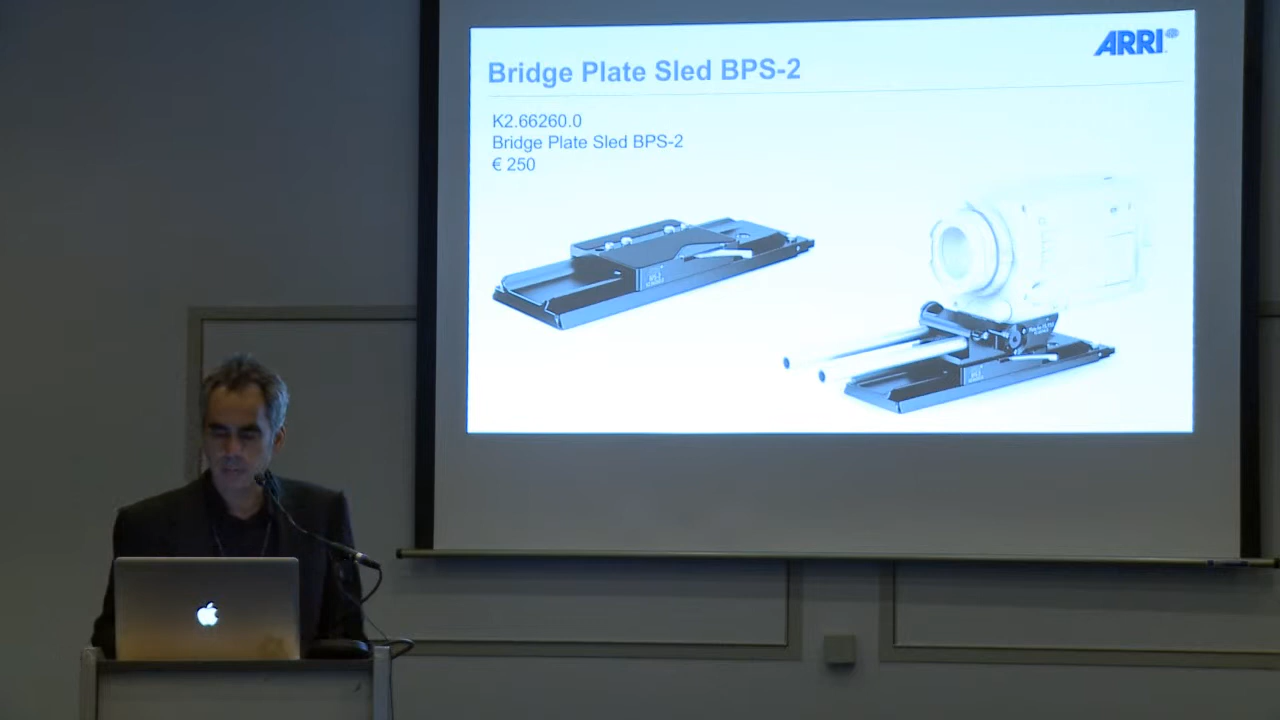 ARRI
Bridge Plate Sled BPS-2
K2.66260.0
Bridge Plate Sled BPS-2
€ 250